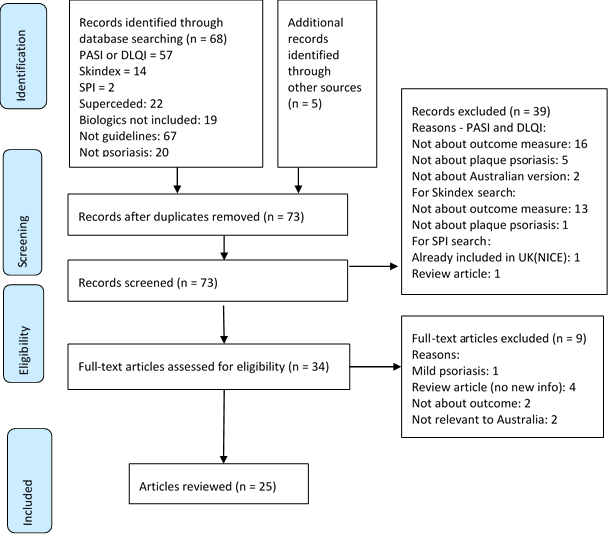 Identification
Records identified through
database searching (n = 68)
PASI or DLQI = 57
Skindex = 14
SPI = 2
Superceded: 22
Biologics not included: 19
Not guidelines: 67
Not psoriasis: 20
Additional
records
identified
through
other sources
(n = 5)
Screening
Records after duplicates removed (n = 73)
Records screened (n = 73)
Records excluded (n = 39)
Reasons - PASI and DLQI:
Not about outcome measure: 16
Not about plaque psoriasis: 5
Not about Australian version: 2
For Skindex search:
Not about outcome measure: 13
Not about plaque psoriasis: 1
For SPI search:
Already included in UK(NICE): 1
Review article: 1
Eligibility
Full-text articles assessed for eligibility (n = 34)
Full-text articles excluded (n = 9)
Reasons:
Mild psoriasis: 1
Review article (no new info): 4
Not about outcome: 2
Not relevant to Australia: 2
Included
Articles reviewed (n = 25)